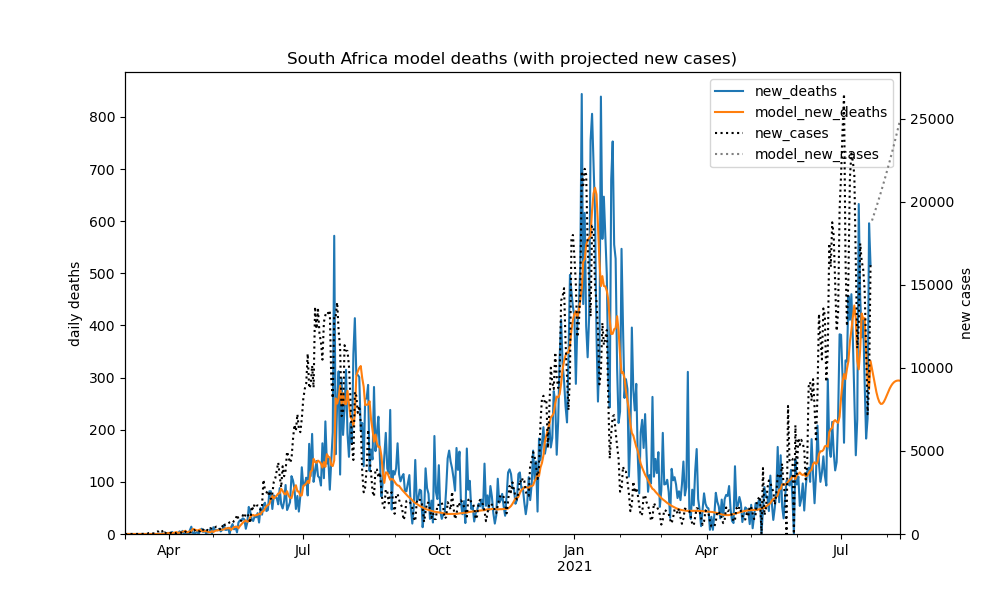 South Africa model deaths (with projected new cases)
new_deaths
model_new_deaths
new_cases
model_new_cases
daily deaths
800
700
600
500
400
300
200
100
0
25000
20000
15000
10000
5000
0
new cases
Apr Jul Oct Jan Apr Jul
2021